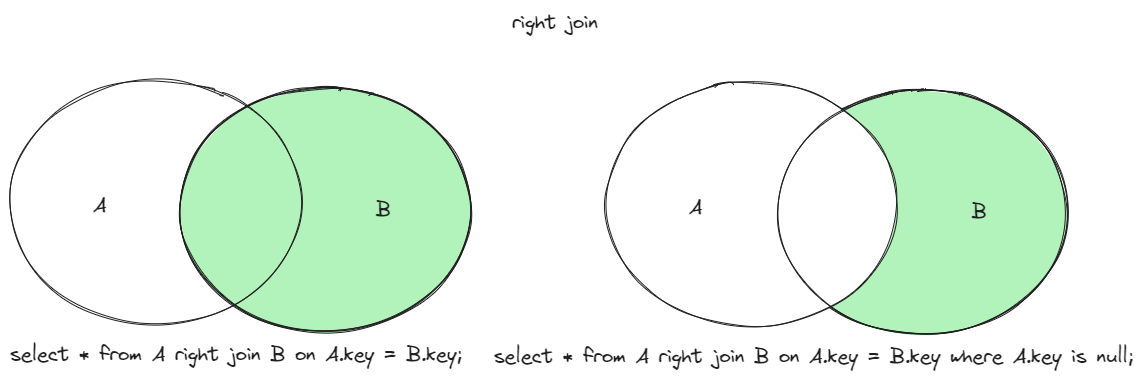 right join
A
B
A
B
select * from A right join B on A.key = B.key;
select * from A right join B on A.key = B.key where A.key is null;